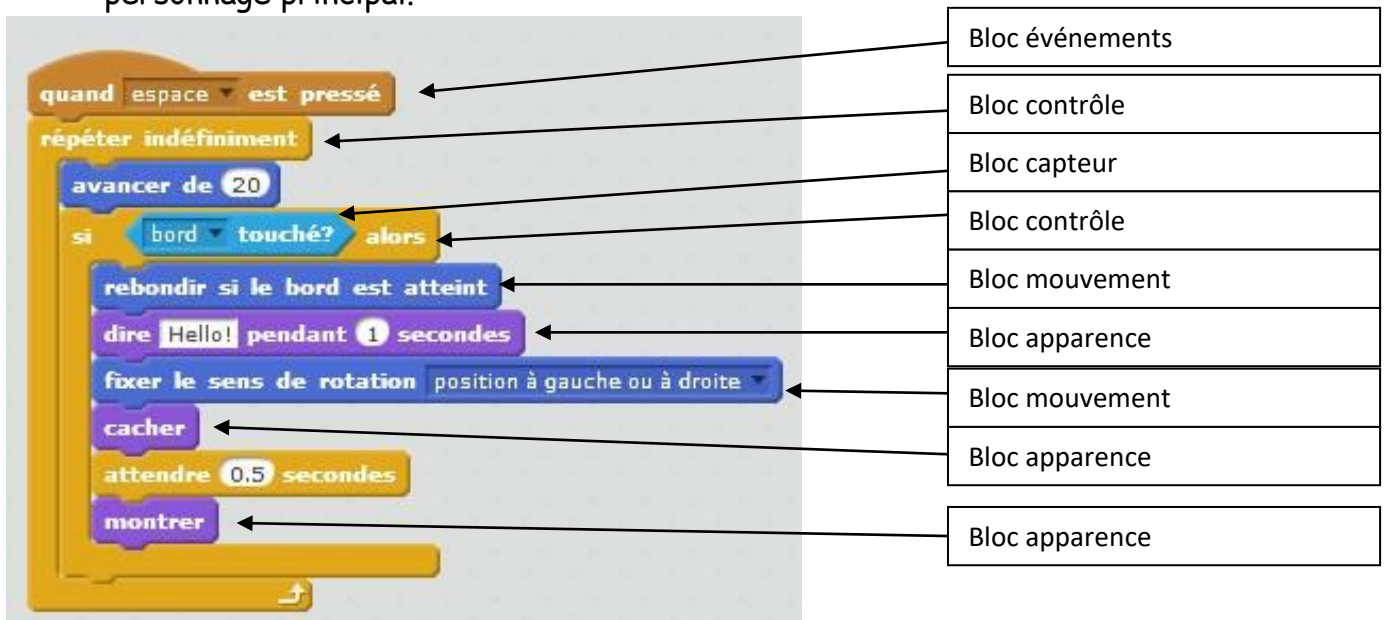 personnage principal.
quand espace est pressé
répéter indéfiniment
avancer de 20
si bord touché? alors
rebondir si le bord est atteint
dire Hello! pendant 1 secondes
fixer le sens de rotation position à gauche ou à droite
cacher
attendre 0.5 secondes
montrer
Bloc événements
Bloc contrôle
Bloc capteur
Bloc contrôle
Bloc mouvement
Bloc apparence
Bloc mouvement
Bloc apparence
Bloc apparence